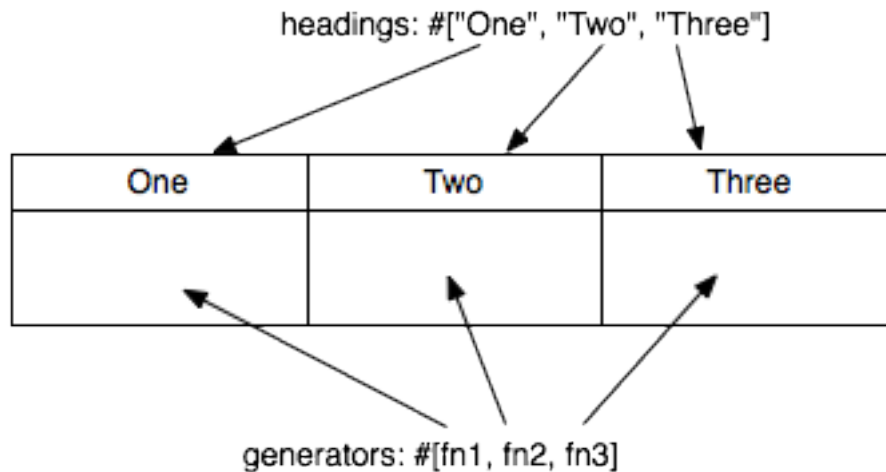 headings: #["One", "Two", "Three"]
One Two Three
generators: #[fn1, fn2, fn3]